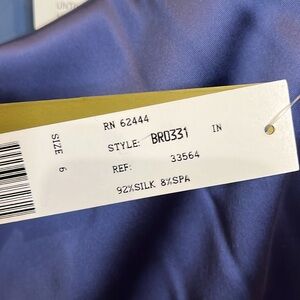 RN 62444
STYLE: BR0331 IN
REF: 33564
92%SILK 8%SPA
SIZE 6